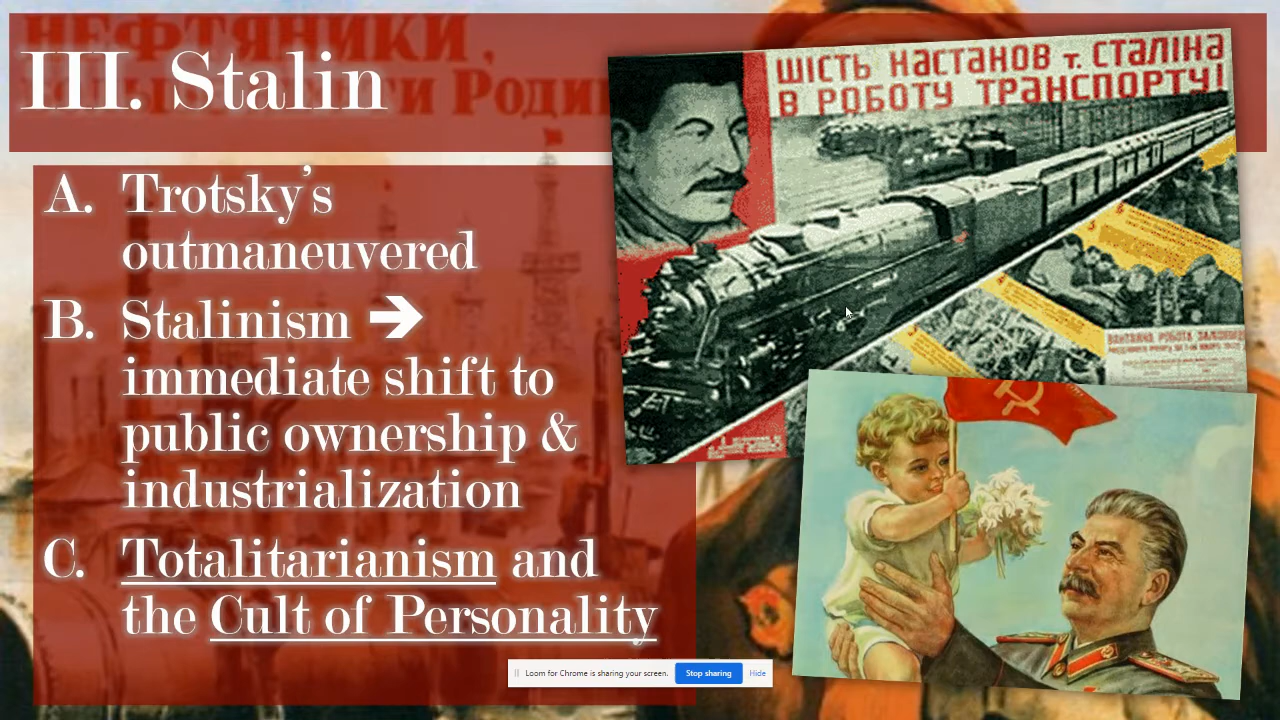 НЕФТЯНИКИ,
III. Stalin
A. Trotsky's
outmaneuvered
B. Stalinism ➔
immediate shift to
public ownership &
industrialization
C. Totalitarianism and
the Cult of Personality
ШІСТЬ НАСТАНОВ т. СТАЛІНА
В РОБОТУ ТРАНСПОРТУ!
Loom for Chrome is sharing your screen. Stop sharing Hide